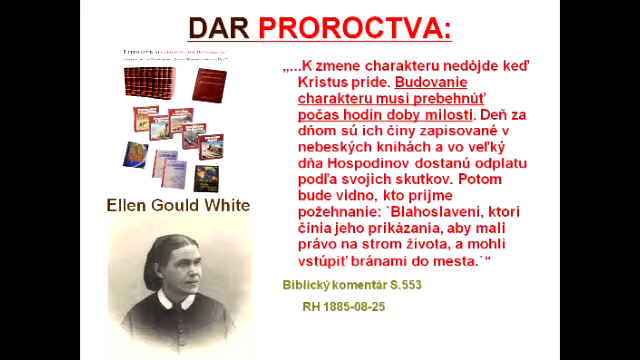 DAR PROROCTVA:
„...K zmene charakteru nedôjde keď
Kristus príde. Budovanie
charakteru musí prebehnúť
počas hodin doby milosti. Deň za
dňom sú ich činy zapisované v
nebeských knihách a vo veľký
dňa Hospodinov dostanú odplatu
podľa svojich skutkov. Potom
bude vidno, kto prijme
požehnanie: `Blahoslavení, ktori
činia jeho prikázania, aby mali
právo na strom života, a mohli
vstúpiť bránami do mesta.`“
Biblický komentár S.553
RH 1885-08-25
Ellen Gould White